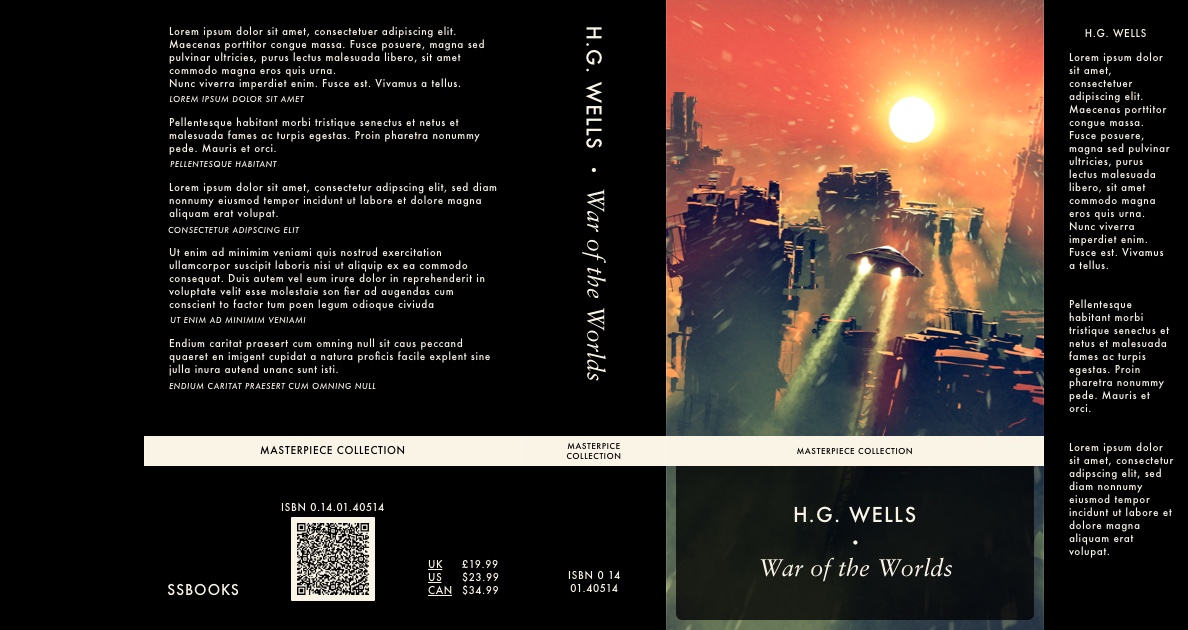 Lorem ipsum dolor sit amet, consectetuer adipiscing elit.
Maecenas porttitor congue massa. Fusce posuere, magna sed
pulvinar ultricies, purus lectus malesuada libero, sit amet
commodo magna eros quis urna.
Nunc viverra imperdiet enim. Fusce est. Vivamus a tellus.
LOREM IPSUM DOLOR SIT AMET
Pellentesque habitant morbi tristique senectus et netus et
malesuada fames ac turpis egestas. Proin pharetra nonummy
pede. Mauris et orci.
PELLENTESQUE HABITANT
Lorem ipsum dolor sit amet, consectetur adipscing elit, sed diam
nonnumy eiusmod tempor incidunt ut labore et dolore magna
aliquam erat volupat.
CONSECTETUR ADIPSCING ELIT
Ut enim ad minimim veniami quis nostrud exercitation
ullamcorpor suscipit laboris nisi ut aliquip ex ea commodo
consequat. Duis autem vel eum irure dolor in reprehenderit in
voluptate velit esse molestaie son fier ad augendas cum
conscient to factor tum poen legum odioque civiuda
UT ENIM AD MINIMIM VENIAMI
Endium caritat praesert cum omning null sit caus peccand
quaeret en imigent cupidat a natura proficis facile explent sine
julla inura autend unanc sunt isti.
ENDIUM CARITAT PRAESERT CUM OMNING NULL
MASTERPIECE COLLECTION
ISBN 0.14.01.40514
SSBOOKS
UK £19.99
US $23.99
CAN $34.99
H.G. WELLS • War of the Worlds
MASTERPICE
COLLECTION
ISBN 0 14
01.40514
MASTERPIECE COLLECTION
H.G. WELLS
•
War of the Worlds
H.G. WELLS
Lorem ipsum dolor
sit amet,
consectetuer
adipiscing elit.
Maecenas porttitor
congue massa.
Fusce posuere,
magna sed pulvinar
ultricies, purus
lectus malesuada
libero, sit amet
commodo magna
eros quis urna.
Nunc viverra
imperdiet enim.
Fusce est. Vivamus
a tellus.
Pellentesque
habitant morbi
tristique senectus et
netus et malesuada
fames ac turpis
egestas. Proin
pharetra nonummy
pede. Mauris et
orci.
Lorem ipsum dolor
sit amet, consectetur
adipscing elit, sed
diam nonnumy
eiusmod tempor
incidunt ut labore et
dolore magna
aliquam erat
volupat.